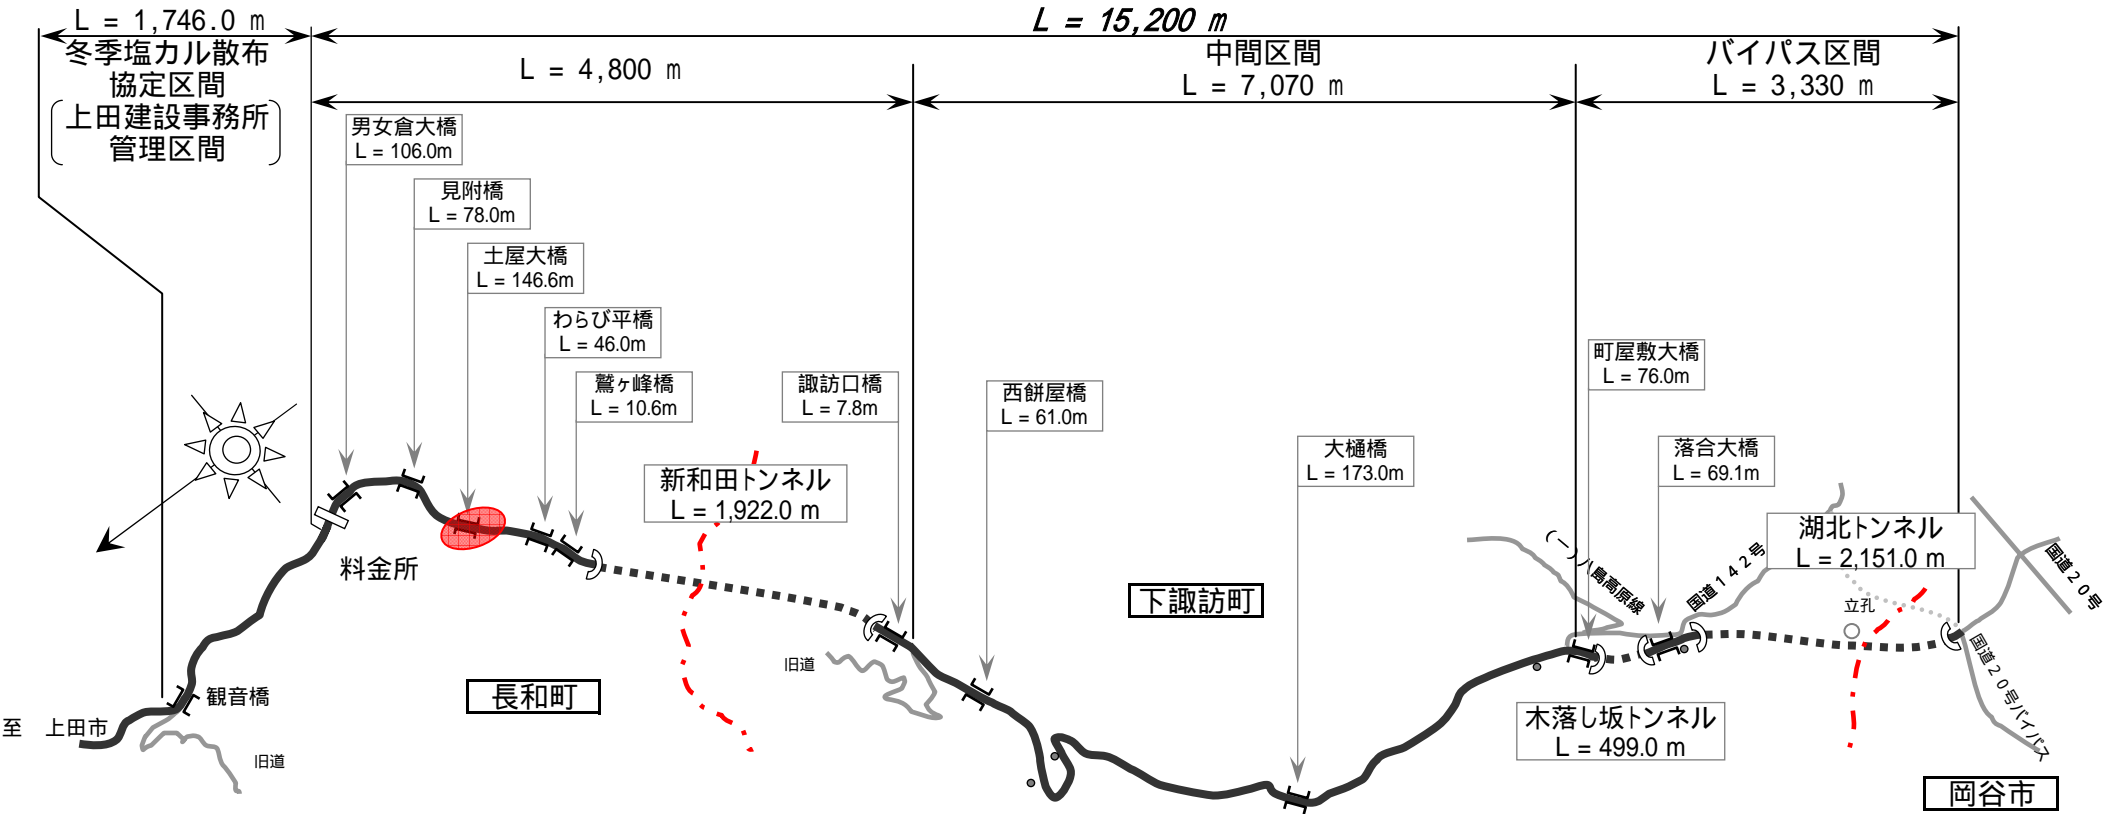 L = 1,746.0 m
冬季塩カル散布
協定区間
上田建設事務所
管理区間
L = 15,200 m
L = 4,800 m
中間区間
L = 7,070 m
バイパス区間
L = 3,330 m
男女倉大橋
L = 106.0m
見附橋
L = 78.0m
土屋大橋
L = 146.6m
わらび平橋
L = 46.0m
鷲ヶ峰橋
L = 10.6m
新和田トンネル
L = 1,922.0 m
諏訪口橋
L = 7.8m
西餅屋橋
L = 61.0m
大樋橋
L = 173.0m
町屋敷大橋
L = 76.0m
落合大橋
L = 69.1m
湖北トンネル
L = 2,151.0 m
料金所
下諏訪町
(一)八島高原線
国道142号
立孔
国道20号
国道20号バイパス
旧道
観音橋
長和町
木落し坂トンネル
L = 499.0 m
至 上田市
旧道
岡谷市